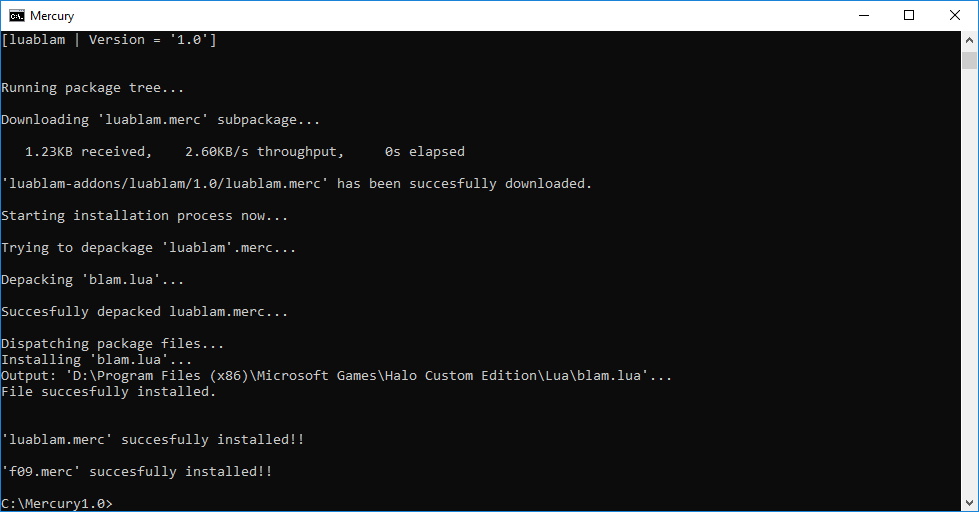 Mercury
[luablam | Version = '1.0']
Running package tree...
Downloading 'luablam.merc' subpackage...
1.23KB received,    2.60KB/s throughput,     0s elapsed
'luablam-addons/luablam/1.0/luablam.merc' has been succesfully downloaded.
Starting installation process now...
Trying to depackage 'luablam'.merc...
Depacking 'blam.lua'...
Succesfully depacked luablam.merc...
Dispatching package files...
Installing 'blam.lua'...
Output: 'D:\Program Files (x86)\Microsoft Games\Halo Custom Edition\Lua\blam.lua'...
File succesfully installed.
'luablam.merc' succesfully installed!!
'f09.merc' succesfully installed!!
C:\Mercury1.0>